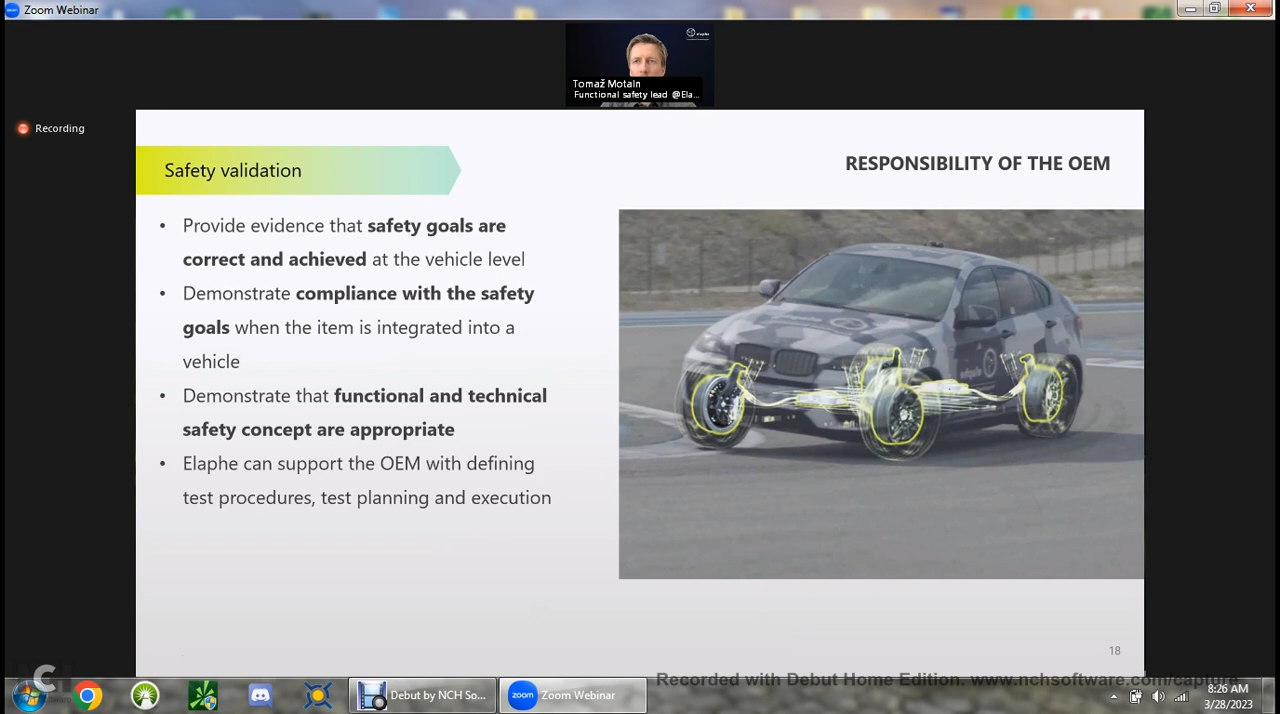 Zoom Webinar
Tomaž Motaln
Functional safety lead @Ela...
Recording
Safety validation
RESPONSIBILITY OF THE OEM
• Provide evidence that safety goals are
correct and achieved at the vehicle level
• Demonstrate compliance with the safety
goals when the item is integrated into a
vehicle
• Demonstrate that functional and technical
safety concept are appropriate
• Elaphe can support the OEM with defining
test procedures, test planning and execution
18
Recorded with Debut Home Edition. www.nchsoftware.com/capture
Debut by NCH So...
zoom
Zoom Webinar
8:26 AM
3/28/2023